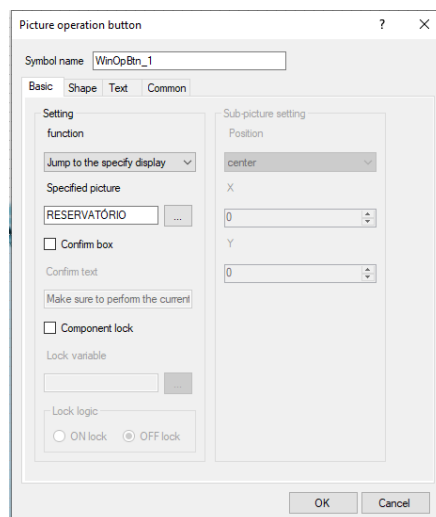 Picture operation button
?
Symbol name WinOpBtn_1
Basic Shape Text Common
Setting
function
Jump to the specify display
Specified picture
RESERVATÓRIO ...
Confirm box
Confirm text
Make sure to perform the current
Component lock
Lock variable
...
Lock logic
ON lock OFF lock
Sub-picture setting
Position
center
X
0
Y
0
OK Cancel